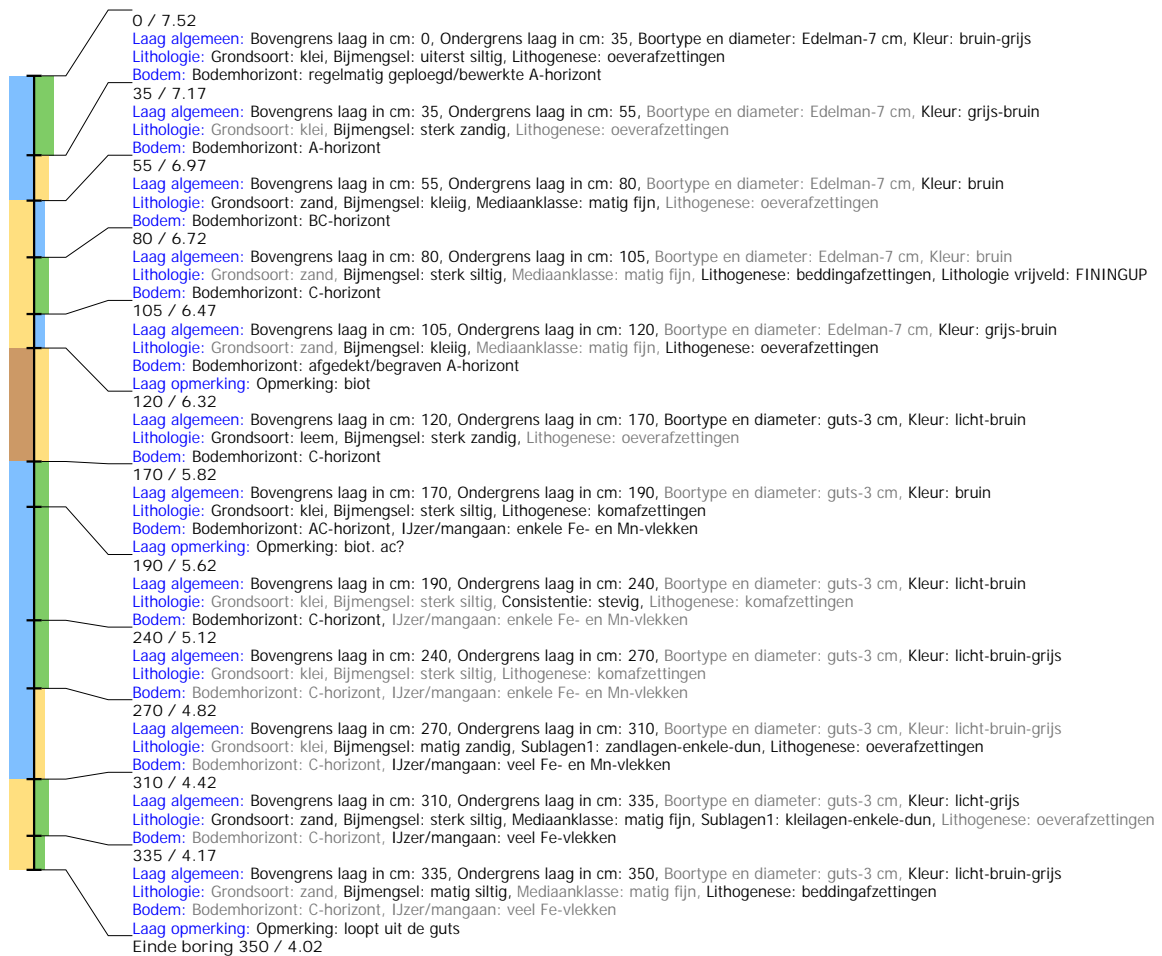 0 / 7.52
Laag algemeen: Bovengrens laag in cm: 0, Ondergrens laag in cm: 35, Boortype en diameter: Edelman-7 cm, Kleur: bruin-grijs
Lithologie: Grondsoort: klei, Bijmengsel: uiterst siltig, Lithogenese: oeverafzettingen
Bodem: Bodemhorizont: regelmatig geploegd/bewerkte A-horizont
35 / 7.17
Laag algemeen: Bovengrens laag in cm: 35, Ondergrens laag in cm: 55, Boortype en diameter: Edelman-7 cm, Kleur: grijs-bruin
Lithologie: Grondsoort: klei, Bijmengsel: sterk zandig, Lithogenese: oeverafzettingen
Bodem: Bodemhorizont: A-horizont
55 / 6.97
Laag algemeen: Bovengrens laag in cm: 55, Ondergrens laag in cm: 80, Boortype en diameter: Edelman-7 cm, Kleur: bruin
Lithologie: Grondsoort: zand, Bijmengsel: kleiig, Mediaanklasse: matig fijn, Lithogenese: oeverafzettingen
Bodem: Bodemhorizont: BC-horizont
80 / 6.72
Laag algemeen: Bovengrens laag in cm: 80, Ondergrens laag in cm: 105, Boortype en diameter: Edelman-7 cm, Kleur: bruin
Lithologie: Grondsoort: zand, Bijmengsel: sterk siltig, Mediaanklasse: matig fijn, Lithogenese: beddingafzettingen, Lithologie vrijveld: FININGUP
Bodem: Bodemhorizont: C-horizont
105 / 6.47
Laag algemeen: Bovengrens laag in cm: 105, Ondergrens laag in cm: 120, Boortype en diameter: Edelman-7 cm, Kleur: grijs-bruin
Lithologie: Grondsoort: zand, Bijmengsel: kleiig, Mediaanklasse: matig fijn, Lithogenese: oeverafzettingen
Bodem: Bodemhorizont: afgedekt/begraven A-horizont
Laag opmerking: Opmerking: biot
120 / 6.32
Laag algemeen: Bovengrens laag in cm: 120, Ondergrens laag in cm: 170, Boortype en diameter: guts-3 cm, Kleur: licht-bruin
Lithologie: Grondsoort: leem, Bijmengsel: sterk zandig, Lithogenese: oeverafzettingen
Bodem: Bodemhorizont: C-horizont
170 / 5.82
Laag algemeen: Bovengrens laag in cm: 170, Ondergrens laag in cm: 190, Boortype en diameter: guts-3 cm, Kleur: bruin
Lithologie: Grondsoort: klei, Bijmengsel: sterk siltig, Lithogenese: komafzettingen
Bodem: Bodemhorizont: AC-horizont, IJzer/mangaan: enkele Fe- en Mn-vlekken
Laag opmerking: Opmerking: biot. ac?
190 / 5.62
Laag algemeen: Bovengrens laag in cm: 190, Ondergrens laag in cm: 240, Boortype en diameter: guts-3 cm, Kleur: licht-bruin
Lithologie: Grondsoort: klei, Bijmengsel: sterk siltig, Consistentie: stevig, Lithogenese: komafzettingen
Bodem: Bodemhorizont: C-horizont, IJzer/mangaan: enkele Fe- en Mn-vlekken
240 / 5.12
Laag algemeen: Bovengrens laag in cm: 240, Ondergrens laag in cm: 270, Boortype en diameter: guts-3 cm, Kleur: licht-bruin-grijs
Lithologie: Grondsoort: klei, Bijmengsel: sterk siltig, Lithogenese: komafzettingen
Bodem: Bodemhorizont: C-horizont, IJzer/mangaan: enkele Fe- en Mn-vlekken
270 / 4.82
Laag algemeen: Bovengrens laag in cm: 270, Ondergrens laag in cm: 310, Boortype en diameter: guts-3 cm, Kleur: licht-bruin-grijs
Lithologie: Grondsoort: klei, Bijmengsel: matig zandig, Sublagen1: zandlagen-enkele-dun, Lithogenese: oeverafzettingen
Bodem: Bodemhorizont: C-horizont, IJzer/mangaan: veel Fe- en Mn-vlekken
310 / 4.42
Laag algemeen: Bovengrens laag in cm: 310, Ondergrens laag in cm: 335, Boortype en diameter: guts-3 cm, Kleur: licht-grijs
Lithologie: Grondsoort: zand, Bijmengsel: sterk siltig, Mediaanklasse: matig fijn, Sublagen1: kleilagen-enkele-dun, Lithogenese: oeverafzettingen
Bodem: Bodemhorizont: C-horizont, IJzer/mangaan: veel Fe-vlekken
335 / 4.17
Laag algemeen: Bovengrens laag in cm: 335, Ondergrens laag in cm: 350, Boortype en diameter: guts-3 cm, Kleur: licht-bruin-grijs
Lithologie: Grondsoort: zand, Bijmengsel: matig siltig, Mediaanklasse: matig fijn, Lithogenese: beddingafzettingen
Bodem: Bodemhorizont: C-horizont, IJzer/mangaan: veel Fe-vlekken
Laag opmerking: Opmerking: loopt uit de guts
Einde boring 350 / 4.02